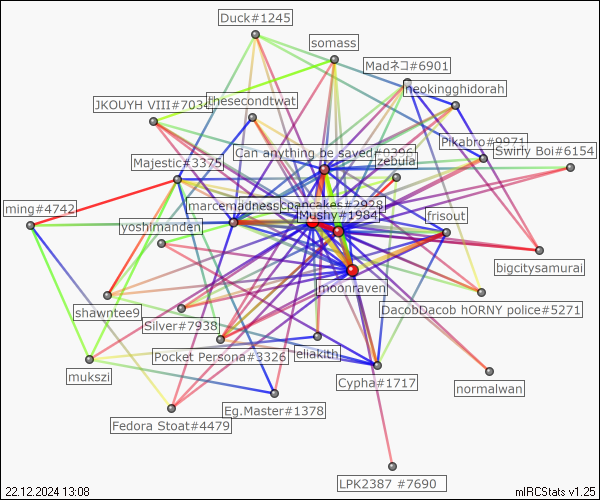 Duck#1245
somass
Madネコ#6901
neokingghidorah
thesecondtwat
JKOUYH VIII#7034
Pikabro#9971
Swirly Boi#6154
Can anything be saved#0396
zebula
Majestic#3375
marcemadness
pancakes#2928
ming#4742
Mushy#1984
frisout
yoshimanden
bigcitysamurai
moonraven
shawntee9
Silver#7938
DacobDacob hORNY police#5271
Pocket Persona#3326
eliakith
mukszi
Cypha#1717
normalwan
Eg.Master#1378
Fedora Stoat#4479
LPK2387 #7690
22.12.2024 13:08
mIRCStats v1.25